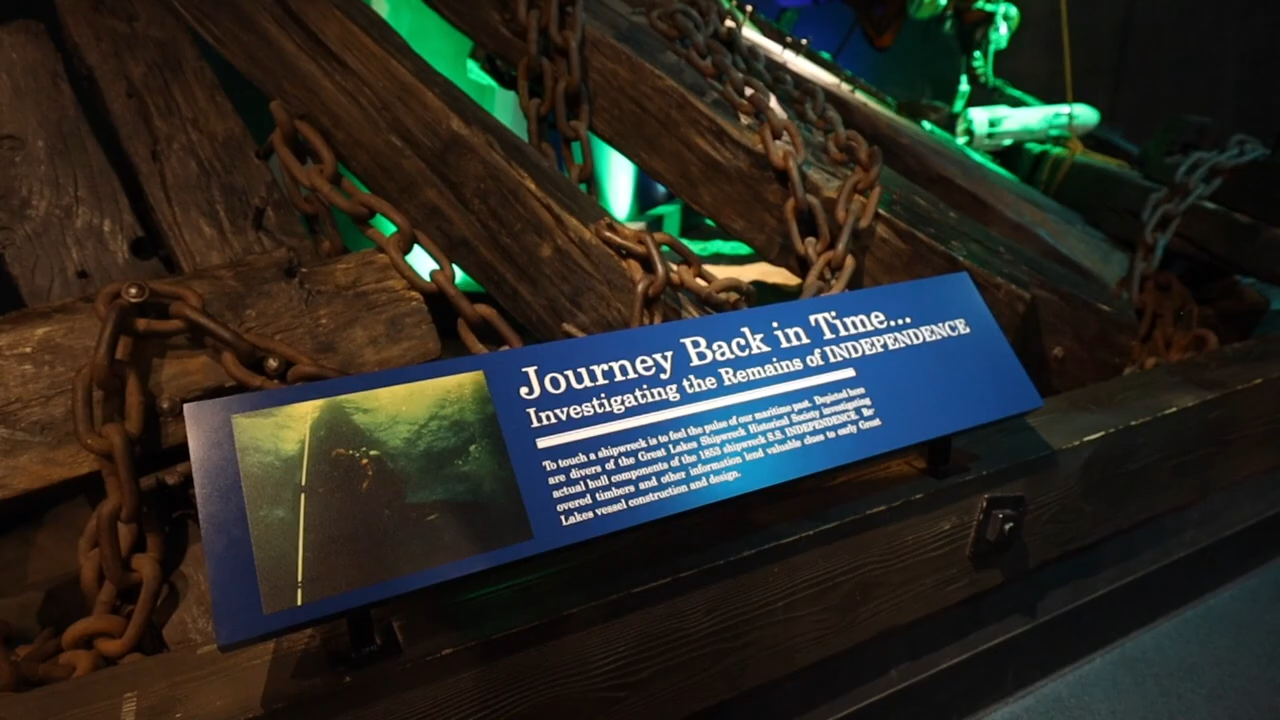 Journey Back in Time...
Investigating the Remains of INDEPENDENCE
To touch a shipwreck is to feel the pulse of our maritime past. Depicted here
are divers of the Great Lakes Shipwreck Historical Society investigating
actual hull components of the 1853 shipwreck S.S. INDEPENDENCE. Re-
overed timbers and other information lend valuable clues to early Great
Lakes vessel construction and design.